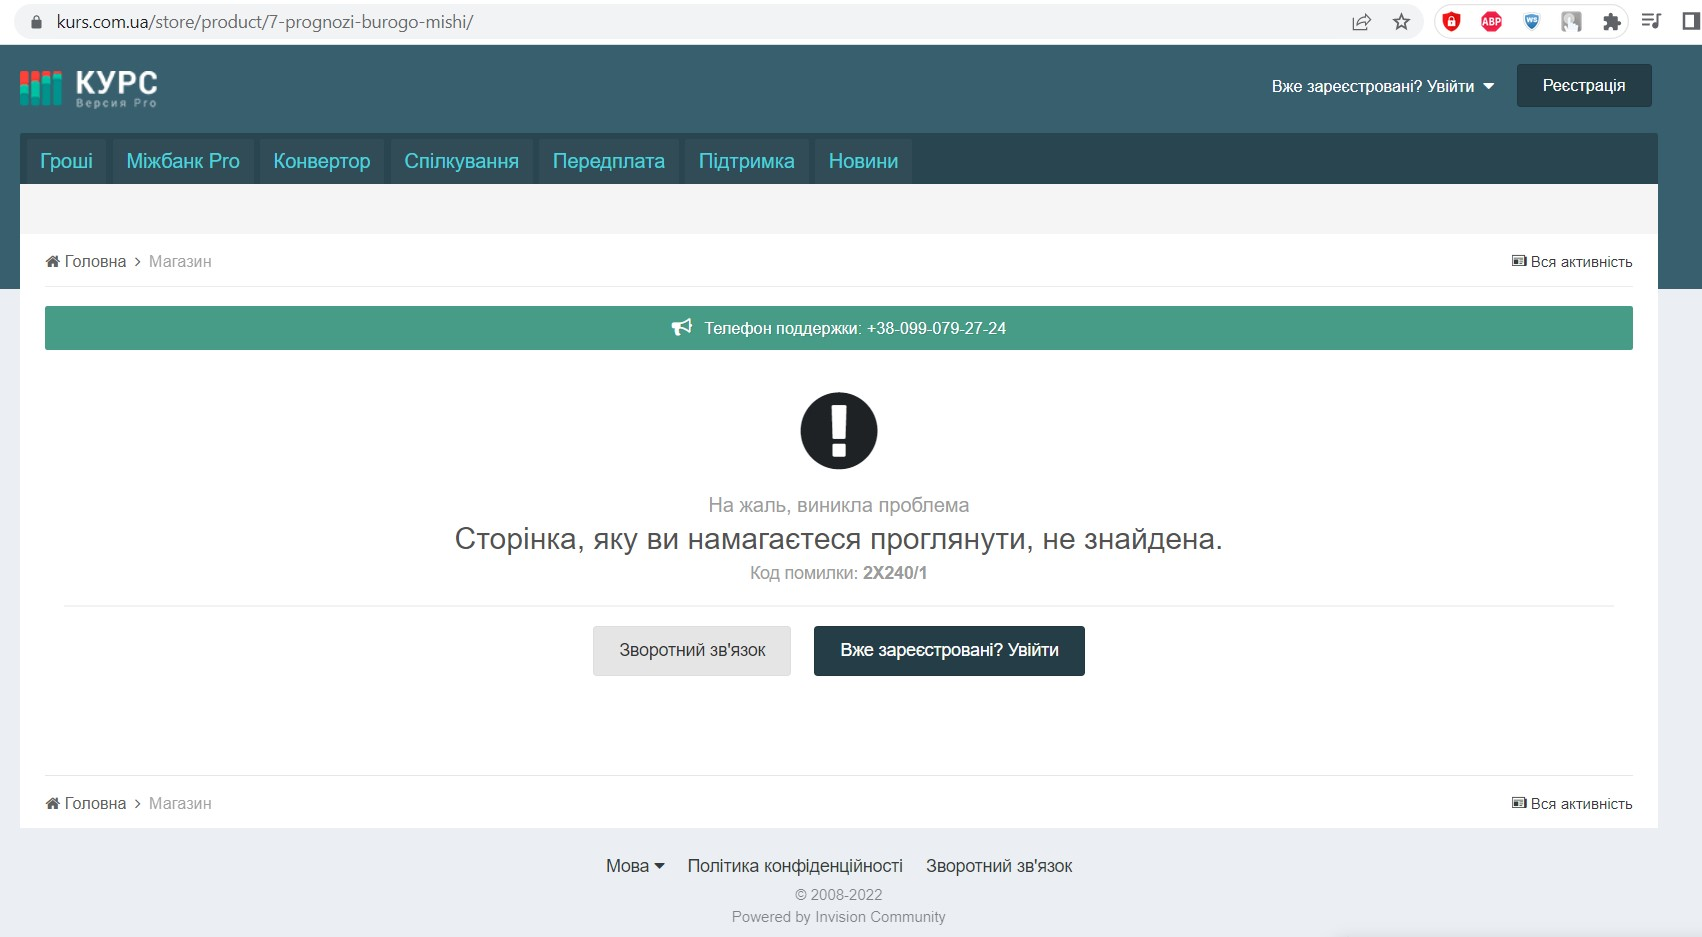 kurs.com.ua/store/product/7-prognozi-burogo-mishi/
ABP
WS
КУРС
Версия Pro
Вже зареєстровані? Увійти
Реєстрація
Гроші
Міжбанк Pro
Конвертор
Спілкування
Передплата
Підтримка
Новини
Головна
Магазин
Вся активність
Телефон поддержки: +38-099-079-27-24
На жаль, виникла проблема
Сторінка, яку ви намагаєтеся проглянути, не знайдена.
Код помилки: 2X240/1
Зворотний зв'язок
Вже зареєстровані? Увійти
Головна
Магазин
Вся активність
Мова
Політика конфіденційності
Зворотний зв'язок
© 2008-2022
Powered by Invision Community